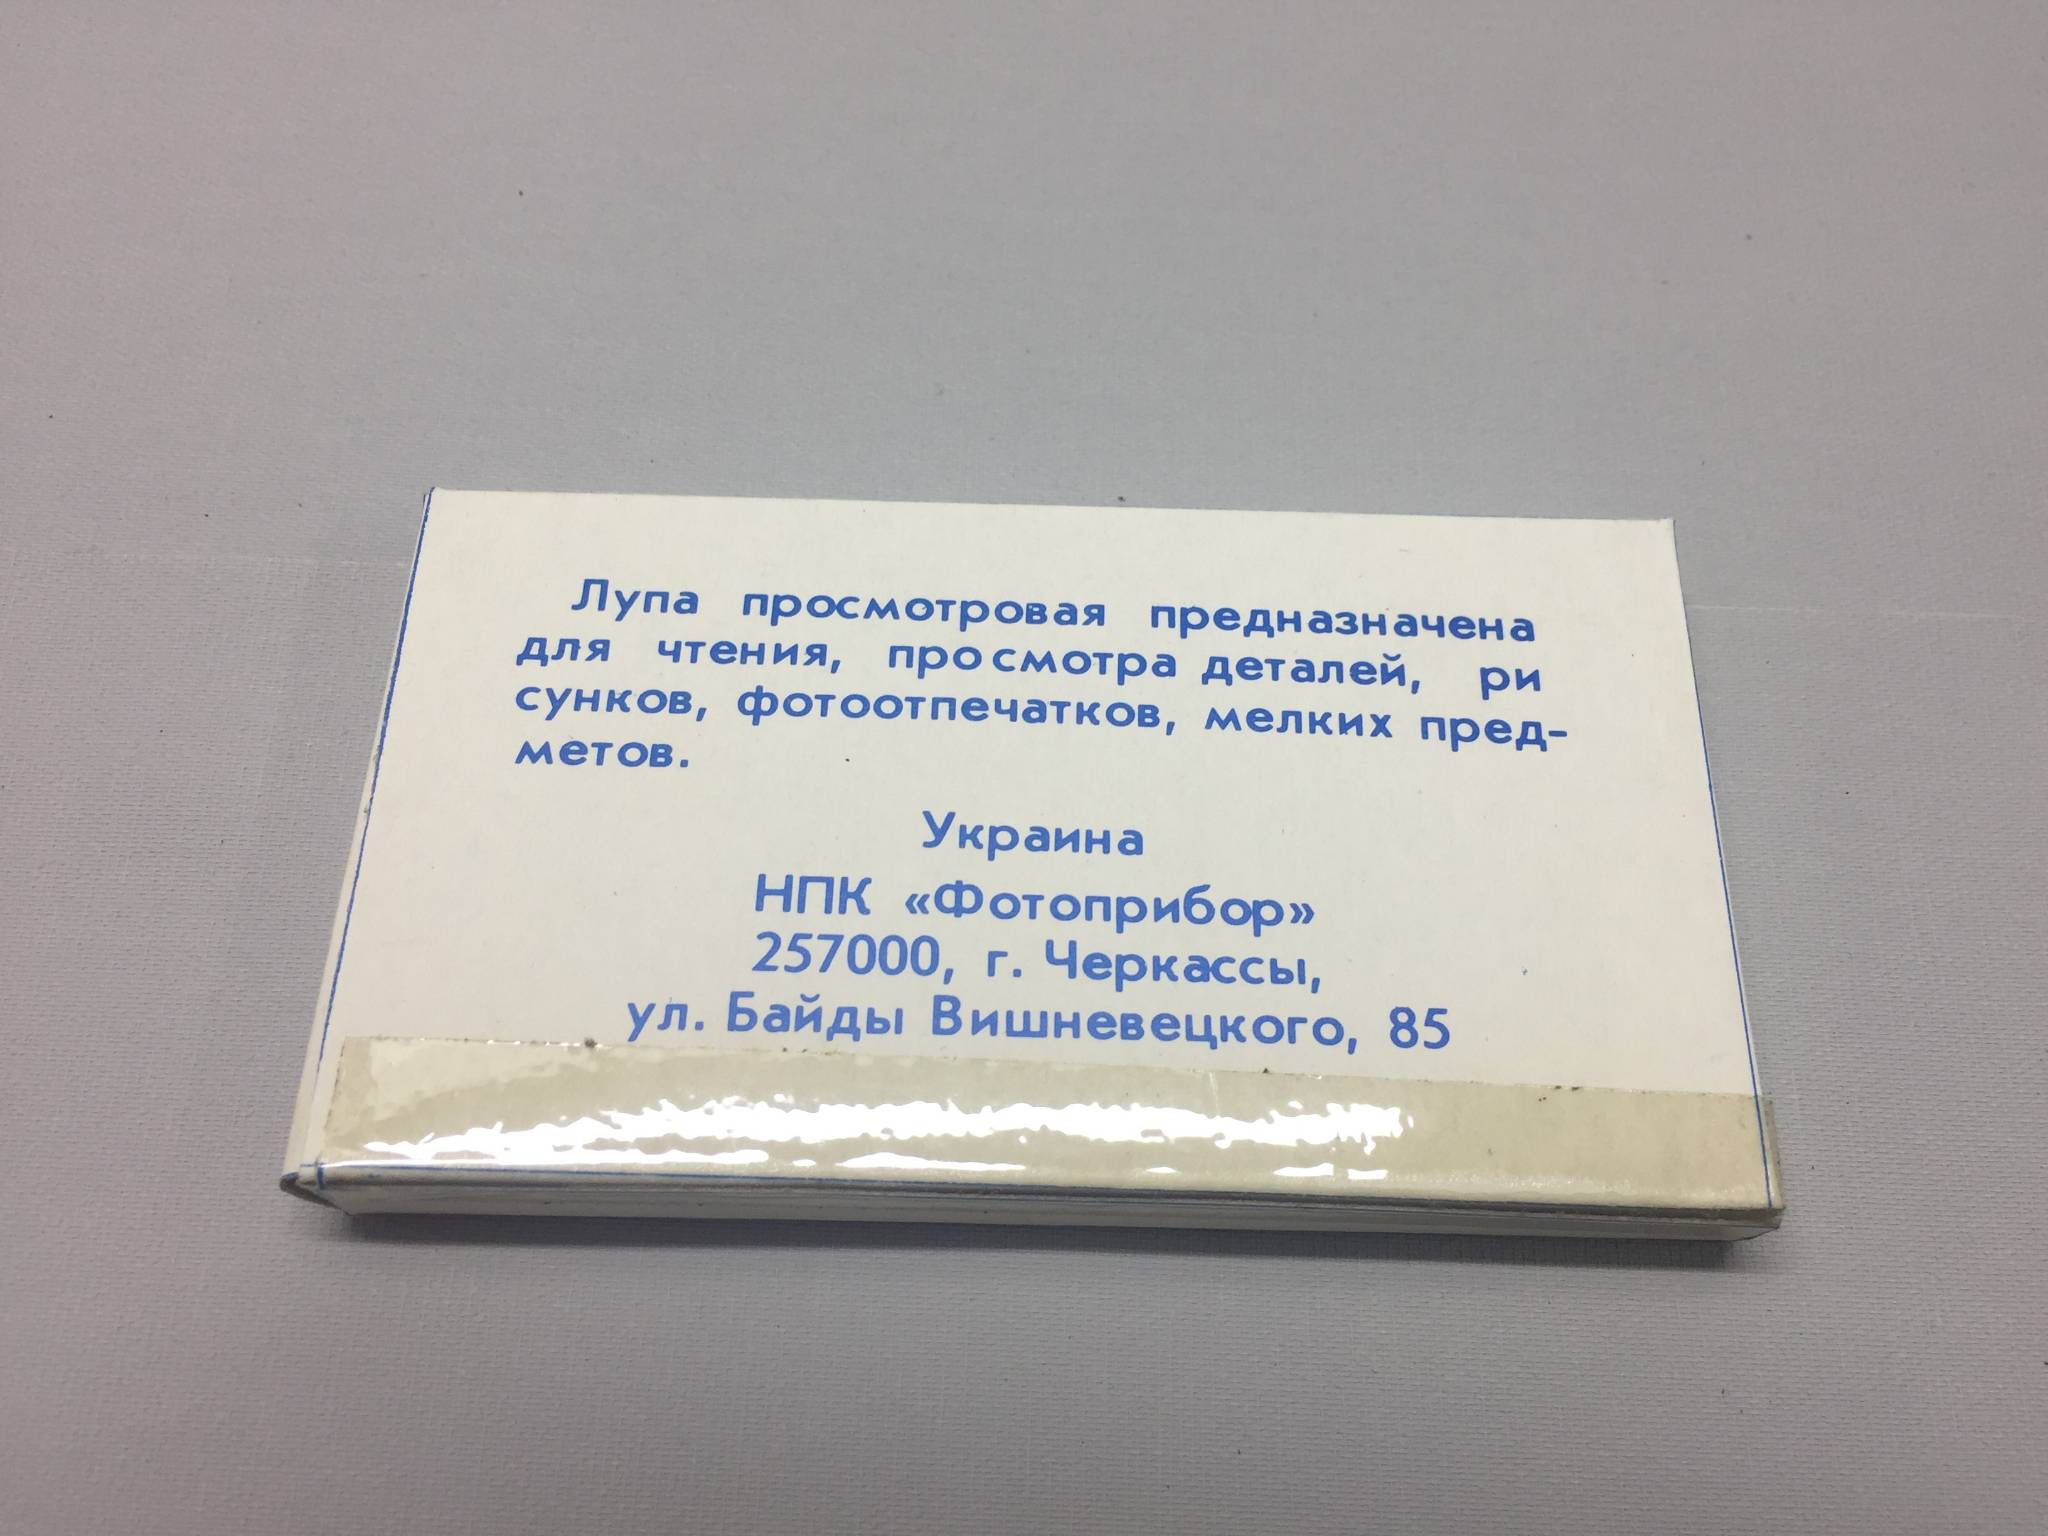 Лупа просмотровая предназначена
для чтения, просмотра деталей, ри
сунков, фотоотпечатков, мелких пред-
метов.
Украина
НПК «Фотоприбор»
257000, г. Черкассы,
ул. Байды Вишневецкого, 85